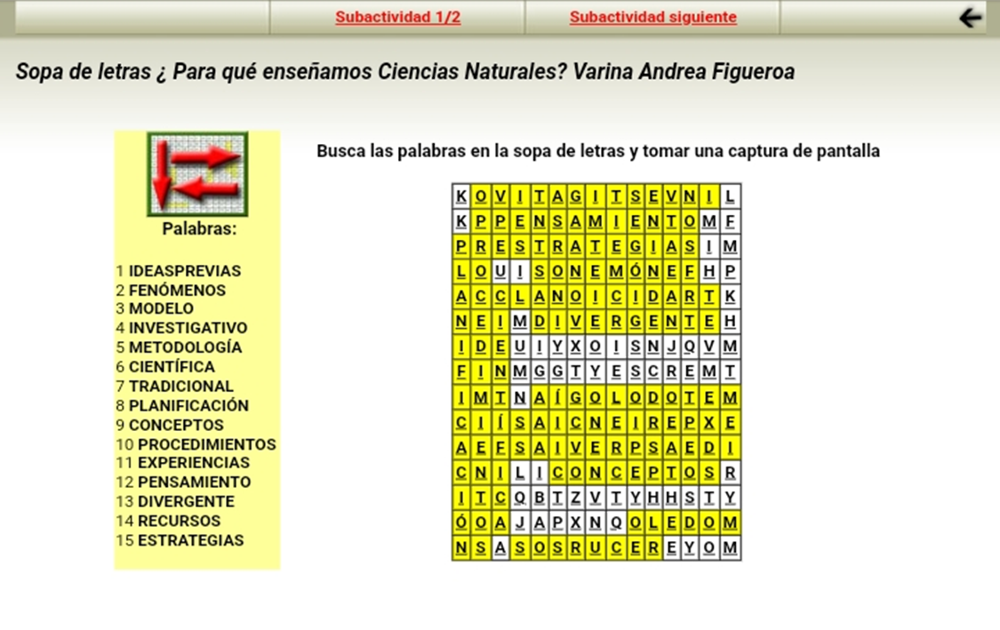 Subactividad 1/2 Subactividad siguiente
Sopa de letras ¿ Para qué enseñamos Ciencias Naturales? Varina Andrea Figueroa
Busca las palabras en la sopa de letras y tomar una captura de pantalla
Palabras:
1 IDEASPREVIAS
2 FENÓMENOS
3 MODELO
4 INVESTIGATIVO
5 METODOLOGÍA
6 CIENTÍFICA
7 TRADICIONAL
8 PLANIFICACIÓN
9 CONCEPTOS
10 PROCEDIMIENTOS
11 EXPERIENCIAS
12 PENSAMIENTO
13 DIVERGENTE
14 RECURSOS
15 ESTRATEGIAS
K O V I T A G I T S E V N I L
K P P E N S A M I E N T O M F
P R E S T R A T E G I A S I M
L O U I S O N E M Ó N E F H P
A C C L A N O I C I D A R T K
N E I M D I V E R G E N T E H
I D E U I Y X O I S N J Q V M
F I N M G G T Y E S C R E M T
I M T N A Í G O L O D O T E M
C I Í S A I C N E I R E P X E
A E F S A I V E R P S A E D I
C N I L I C O N C E P T O S R
I T C Q B T Z V T Y H H S T Y
Ó O A J A P X N Q O L E D O M
N S A S O S R U C E R E Y O M